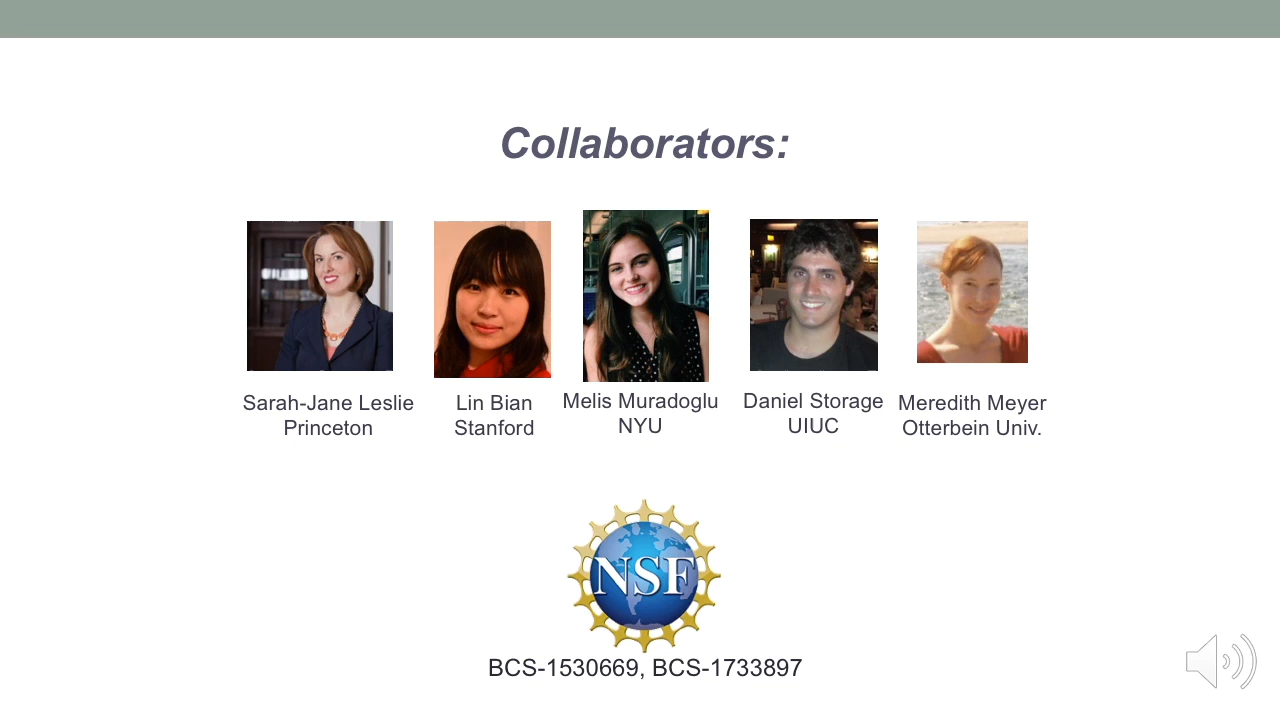 Collaborators:
Sarah-Jane Leslie
Princeton
Lin Bian
Stanford
Melis Muradoglu
NYU
Daniel Storage
UIUC
Meredith Meyer
Otterbein Univ.
NSF
BCS-1530669, BCS-1733897